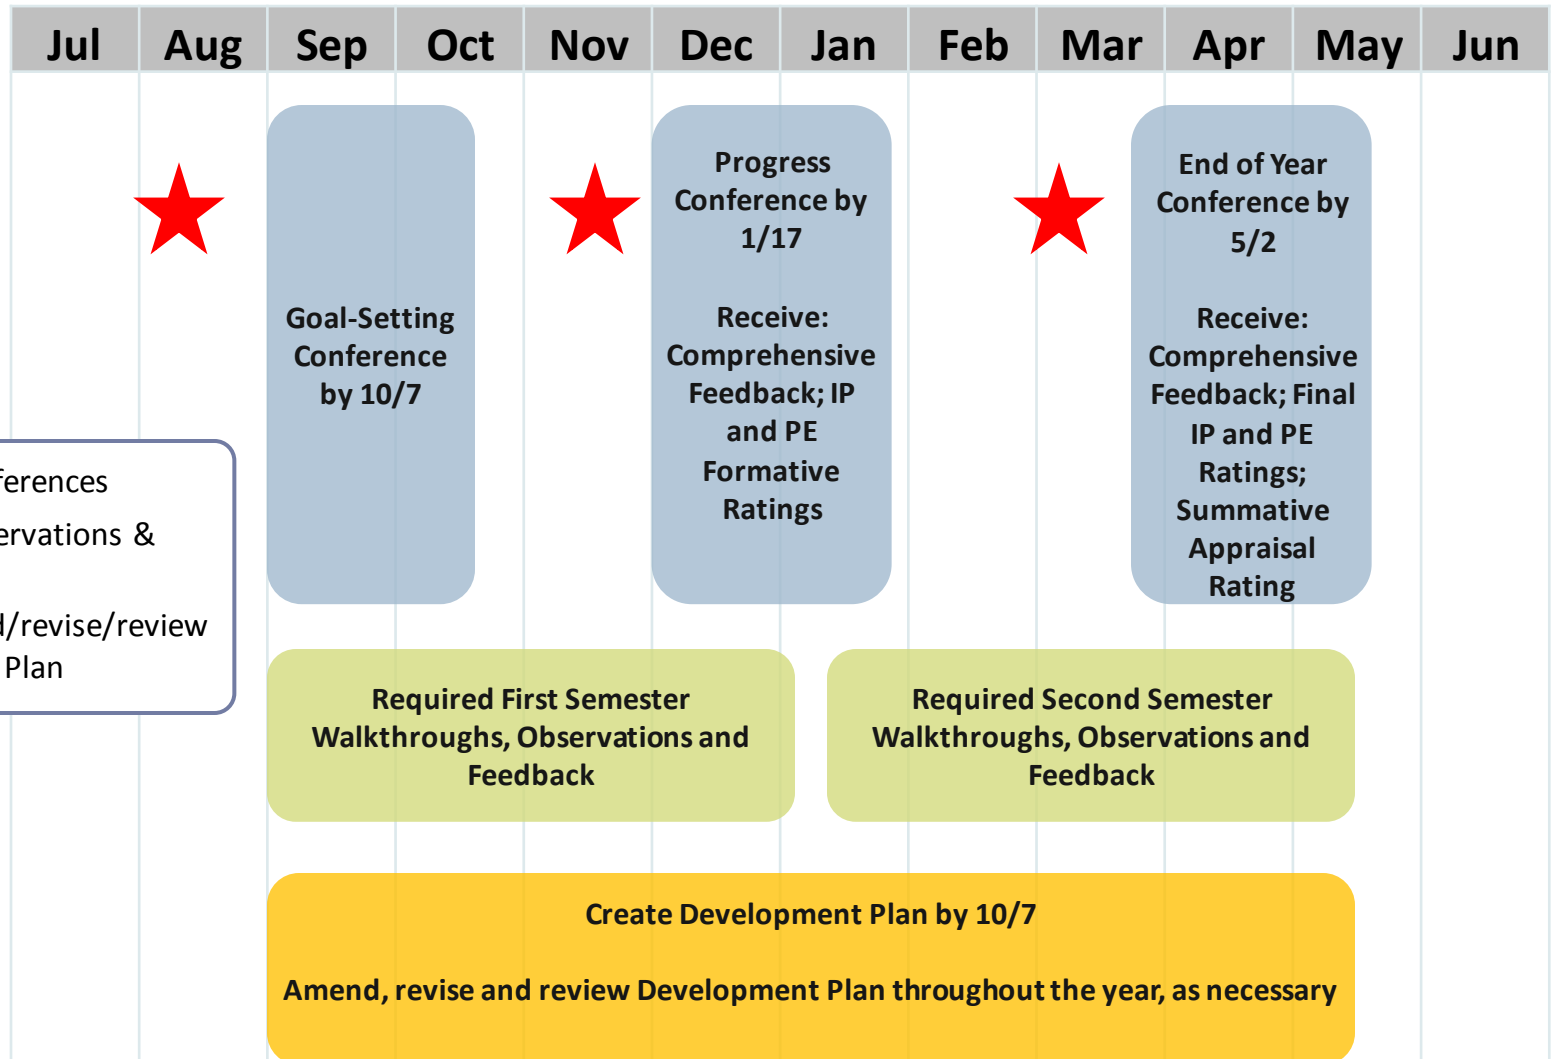 Jul Aug Sep Oct Nov Dec Jan Feb Mar Apr May Jun
Progress
Conference by
1/17
Receive:
Comprehensive
Feedback; IP
and PE
Formative
Ratings
End of Year
Conference by
5/2
Receive:
Comprehensive
Feedback; Final
IP and PE
Ratings;
Summative
Appraisal
Rating
Goal-Setting
Conference
by 10/7
ferences
ervations &
/revise/review
Plan
Required First Semester
Walkthroughs, Observations and
Feedback
Required Second Semester
Walkthroughs, Observations and
Feedback
Create Development Plan by 10/7
Amend, revise and review Development Plan throughout the year, as necessary